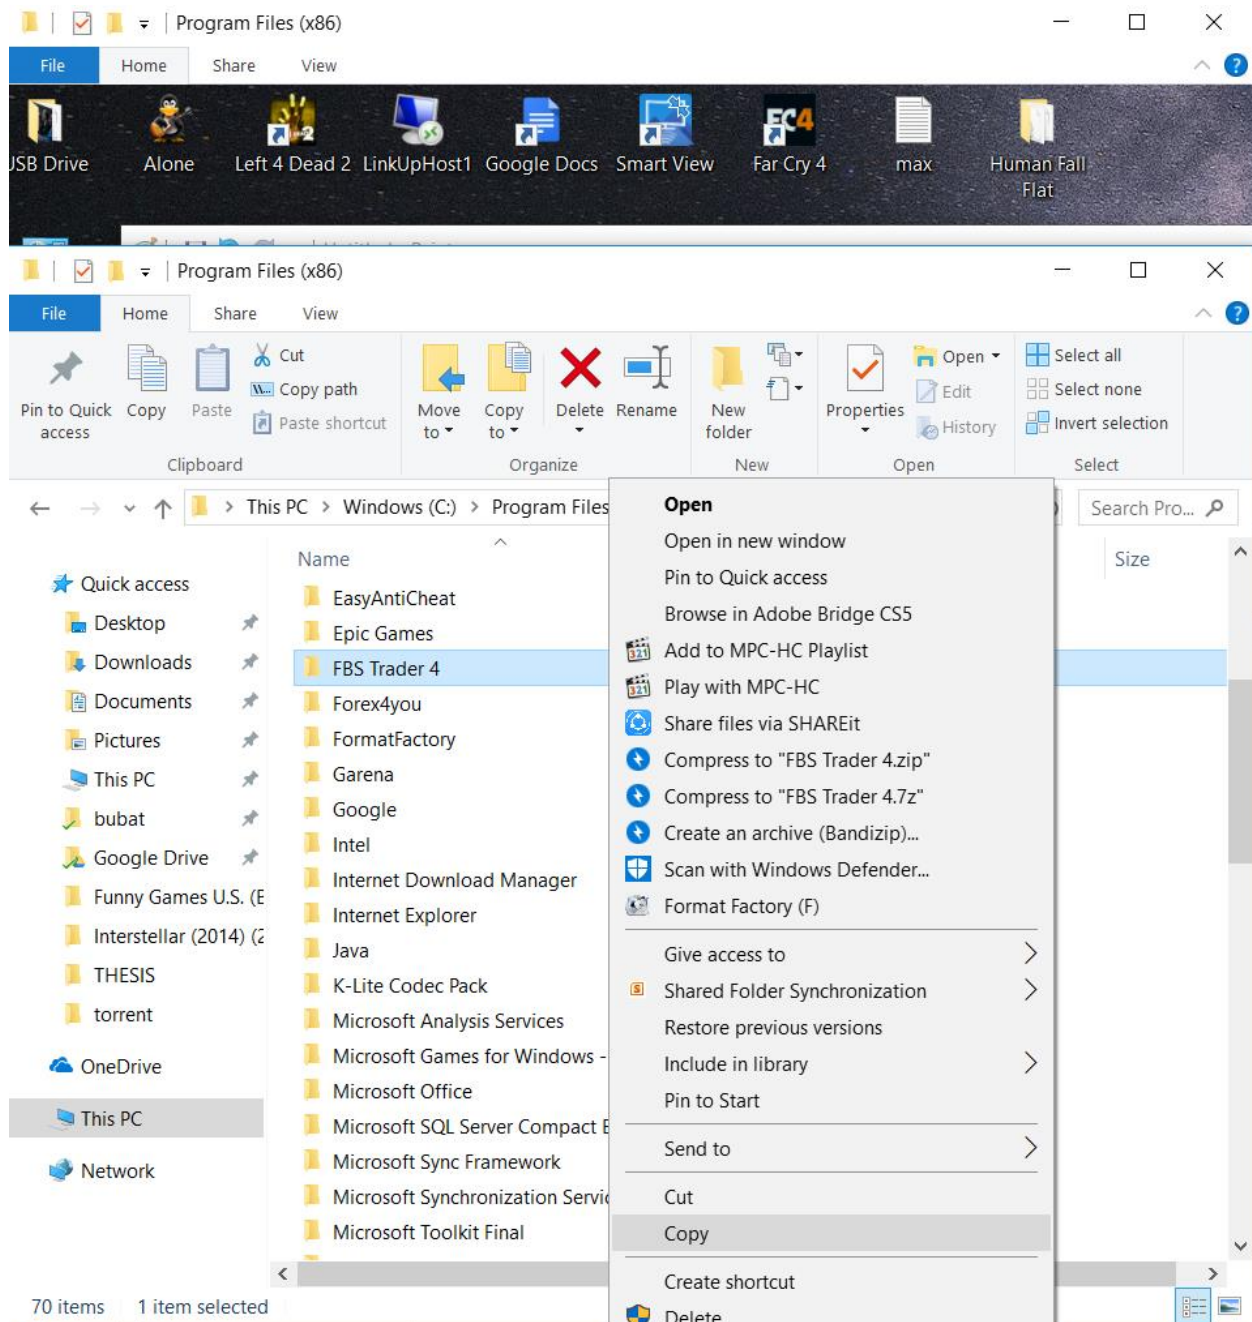 Program Files (x86)
File Home Share View
USB Drive Alone Left 4 Dead 2 LinkUpHost1 Google Docs Smart View Far Cry 4 max Human Fall
Flat
Program Files (x86)
File Home Share View
Pin to Quick
access
Copy
Paste
Cut
W... Copy path
Paste shortcut
Clipboard
Move
to
Copy
to
Delete
Rename
Organize
New
folder
New
Properties
Open
Edit
History
Open
Select all
Select none
Invert selection
Select
This PC > Windows (C:) > Program Files
Search Pro...
Name
Size
Quick access
Desktop
Downloads
Documents
Pictures
This PC
bubat
Google Drive
Funny Games U.S. (
Interstellar (2014) (
THESIS
torrent
OneDrive
This PC
Network
EasyAntiCheat
Epic Games
FBS Trader 4
Forex4you
FormatFactory
Garena
Google
Intel
Internet Download Manager
Internet Explorer
Java
K-Lite Codec Pack
Microsoft Analysis Services
Microsoft Games for Windows -
Microsoft Office
Microsoft SQL Server Compact
Microsoft Sync Framework
Microsoft Synchronization
Microsoft Toolkit Final
Open
Open in new window
Pin to Quick access
Browse in Adobe Bridge CS5
Add to MPC-HC Playlist
Play with MPC-HC
Share files via SHAREit
Compress to "FBS Trader 4.zip"
Compress to "FBS Trader 4.7z"
Create an archive (Bandizip)...
Scan with Windows Defender...
Format Factory (F)
Give access to
Shared Folder Synchronization
Restore previous versions
Include in library
Pin to Start
Send to
Cut
Copy
Create shortcut
Delete
70 items 1 item selected